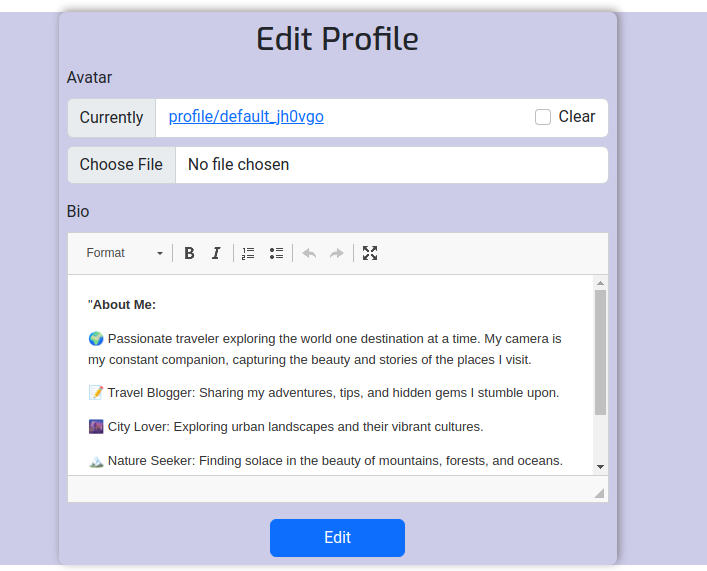 Edit Profile
Avatar
Currently profile/default_jh0vgo Clear
Choose File No file chosen
Bio
Format B I
"About Me:
🌍 Passionate traveler exploring the world one destination at a time. My camera is
my constant companion, capturing the beauty and stories of the places I visit.
📝 Travel Blogger: Sharing my adventures, tips, and hidden gems I stumble upon.
🌆 City Lover: Exploring urban landscapes and their vibrant cultures.
🏔️ Nature Seeker: Finding solace in the beauty of mountains, forests, and oceans.
Edit